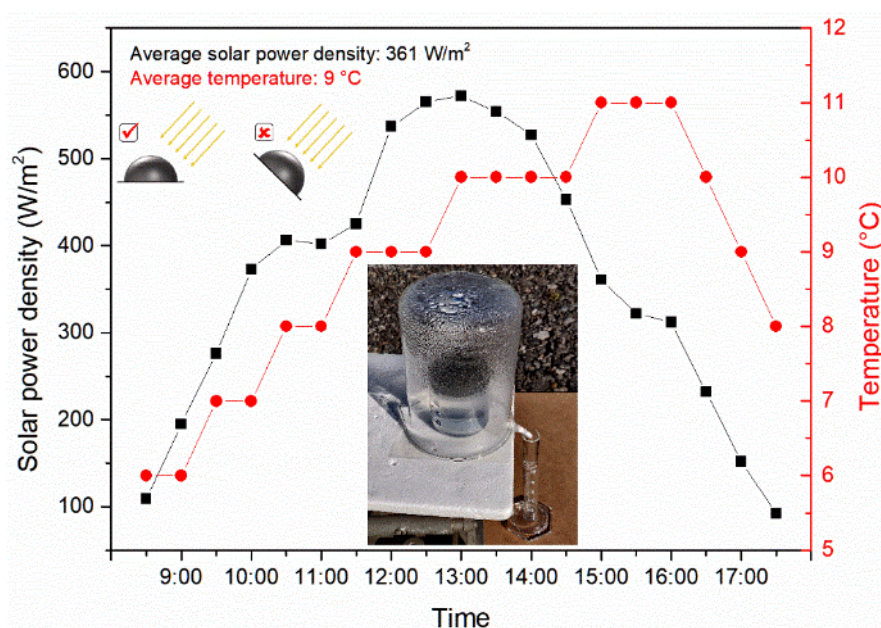 Average solar power density: 361 W/m²
Average temperature: 9 °C
Solar power density (W/m²)
600
500
400
300
200
100
12
11
10
9
8
7
6
5
Temperature (°C)
9:00 10:00 11:00 12:00 13:00 14:00 15:00 16:00 17:00
Time